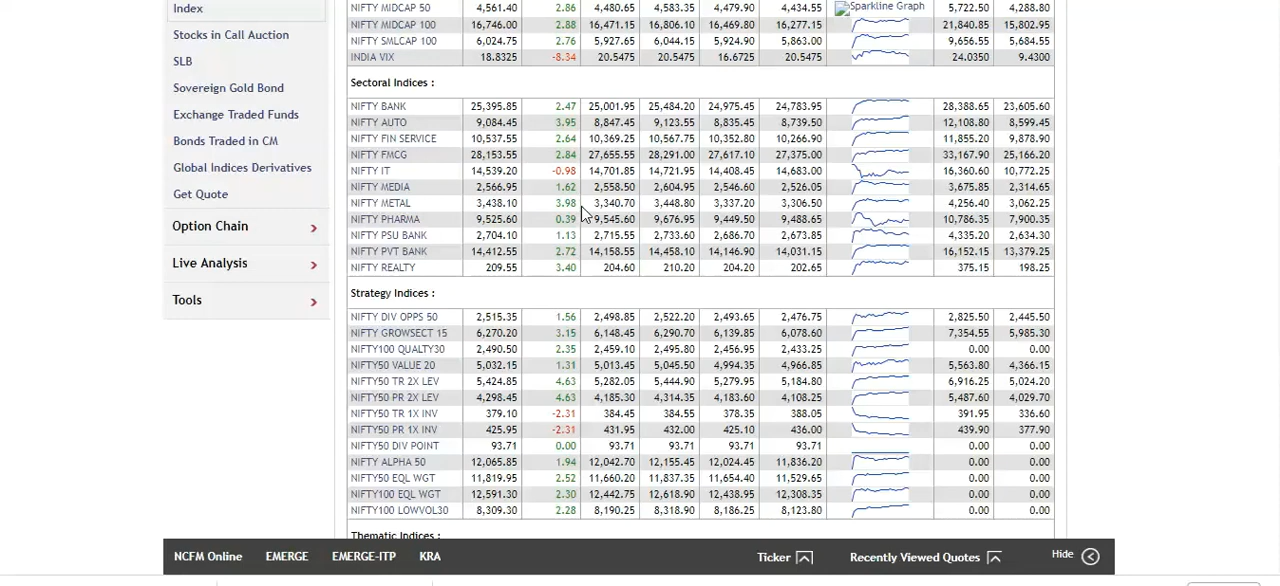 Index
Stocks in Call Auction
SLB
Sovereign Gold Bond
Exchange Traded Funds
Bonds Traded in CM
Global Indices Derivatives
Get Quote
Option Chain
Live Analysis
Tools
NIFTY MIDCAP 50 4,561.40 2.86 4,480.65 4,583.35 4,479.90 4,434.55 Sparkline Graph 5,722.50 4,288.80
NIFTY MIDCAP 100 16,746.00 2.88 16,471.15 16,806.10 16,469.80 16,277.15 21,840.85 15,802.95
NIFTY SMLCAP 100 6,024.75 2.76 5,927.65 6,044.15 5,924.90 5,863.00 9,656.55 5,684.55
INDIA VIX 18.8325 -8.34 20.5475 20.5475 16.6725 20.5475 24.0350 9.4300
Sectoral Indices :
NIFTY BANK 25,395.85 2.47 25,001.95 25,484.20 24,975.45 24,783.95 28,388.65 23,605.60
NIFTY AUTO 9,084.45 3.95 8,847.45 9,123.55 8,835.45 8,739.50 12,108.80 8,599.45
NIFTY FIN SERVICE 10,537.55 2.64 10,369.25 10,567.75 10,352.80 10,266.90 11,855.20 9,878.90
NIFTY FMCG 28,153.55 2.84 27,655.55 28,291.00 27,617.10 27,375.00 33,167.90 25,166.20
NIFTY IT 14,539.20 -0.98 14,701.85 14,721.95 14,408.45 14,683.00 16,360.60 10,772.25
NIFTY MEDIA 2,566.95 1.62 2,558.50 2,604.95 2,546.60 2,526.05 3,675.85 2,314.65
NIFTY METAL 3,438.10 3.98 3,340.70 3,448.80 3,337.20 3,306.50 4,256.40 3,062.25
NIFTY PHARMA 9,525.60 0.39 9,545.60 9,676.95 9,449.50 9,488.65 10,786.35 7,900.35
NIFTY PSU BANK 2,704.10 1.13 2,715.55 2,733.60 2,686.70 2,673.85 4,335.20 2,634.30
NIFTY PVT BANK 14,412.55 2.72 14,158.55 14,458.10 14,146.90 14,031.15 16,152.15 13,379.25
NIFTY REALTY 209.55 3.40 204.60 210.20 204.20 202.65 375.15 198.25
Strategy Indices :
NIFTY DIV OPPS 50 2,515.35 1.56 2,498.85 2,522.20 2,493.65 2,476.75 2,825.50 2,445.50
NIFTY GROWSECT 15 6,270.20 3.15 6,148.45 6,290.70 6,139.85 6,078.60 7,354.55 5,985.30
NIFTY100 QUALTY30 2,490.50 2.35 2,459.10 2,495.80 2,456.95 2,433.25 0.00 0.00
NIFTY50 VALUE 20 5,032.15 1.31 5,013.45 5,045.50 4,994.35 4,966.85 5,563.80 4,366.15
NIFTY50 TR 2X LEV 5,424.85 4.63 5,282.05 5,444.90 5,279.95 5,184.80 6,916.25 5,024.20
NIFTY50 PR 2X LEV 4,298.45 4.63 4,185.30 4,314.35 4,183.60 4,108.25 5,487.60 4,029.70
NIFTY50 TR 1X INV 379.10 -2.31 384.45 384.55 378.35 388.05 391.95 336.60
NIFTY50 PR 1X INV 425.95 -2.31 431.95 432.00 425.10 436.00 439.90 377.90
NIFTY50 DIV POINT 93.71 0.00 93.71 93.71 93.71 93.71 0.00 0.00
NIFTY ALPHA 50 12,065.85 1.94 12,042.70 12,155.45 12,024.45 11,836.20 0.00 0.00
NIFTY50 EQL WGT 11,819.95 2.52 11,660.20 11,837.35 11,654.40 11,529.65 0.00 0.00
NIFTY100 EQL WGT 12,591.30 2.30 12,442.75 12,618.90 12,438.95 12,308.35 0.00 0.00
NIFTY100 LOWVOL30 8,309.30 2.28 8,190.25 8,318.90 8,186.25 8,123.80 0.00 0.00
Thematic Indices :
NCFM Online EMERGE EMERGE-ITP KRA Ticker Recently Viewed Quotes Hide